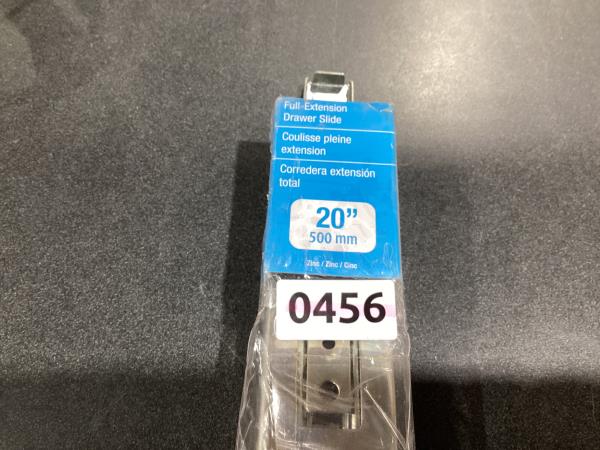 Full-Extension
Drawer Slide
Coulisse pleine
extension
Corredera extensión
total
20”
500 mm
Zinc / Zinc / Cinc
0456